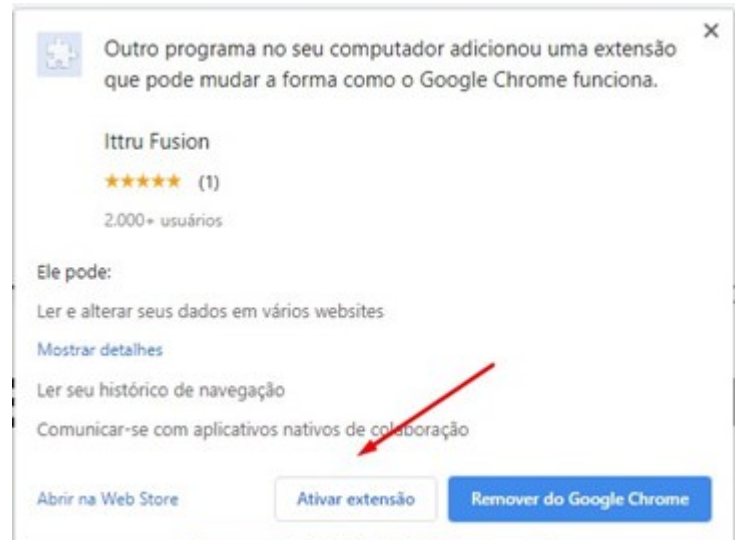 Outro programa no seu computador adicionou uma extensão
que pode mudar a forma como o Google Chrome funciona.
Ittru Fusion
(1)
2.000+ usuários
Ele pode:
Ler e alterar seus dados em vários websites
Mostrar detalhes
Ler seu histórico de navegação
Comunicar-se com aplicativos nativos de colaboração
Abrir na Web Store
Ativar extensão
Remover do Google Chrome